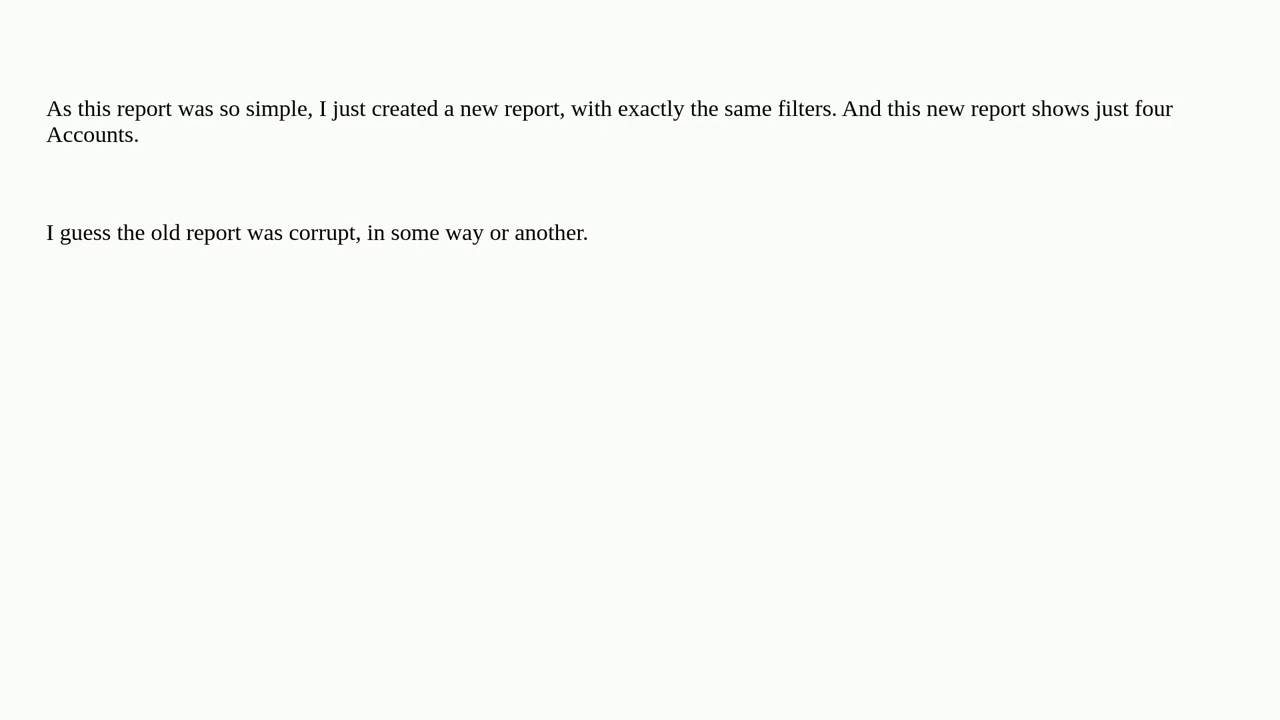 As this report was so simple, I just created a new report, with exactly the same filters. And this new report shows just four
Accounts.
I guess the old report was corrupt, in some way or another.